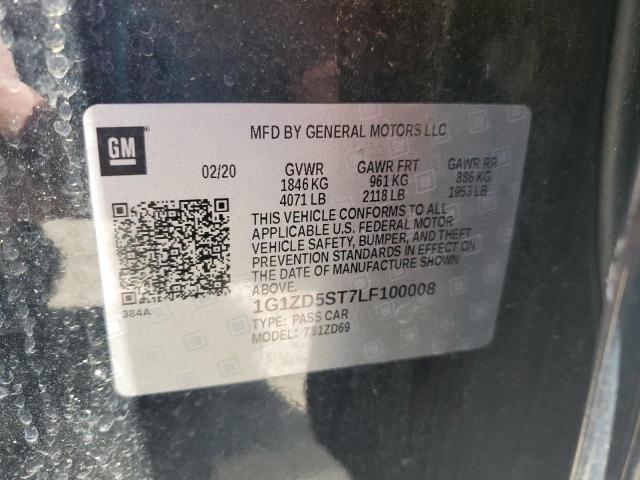 GM
MFD BY GENERAL MOTORS LLC
02/20 GVWR GAWR FRT GAWR RR
1846 KG 961 KG 886 KG
4071 LB 2118 LB 1953 LB
THIS VEHICLE CONFORMS TO ALL
APPLICABLE U.S. FEDERAL MOTOR
VEHICLE SAFETY, BUMPER, AND THEFT
PREVENTION STANDARDS IN EFFECT ON
THE DATE OF MANUFACTURE SHOWN
ABOVE.
384A
1G1ZD5ST7LF100008
TYPE: PASS CAR
MODEL: 7B1ZD69